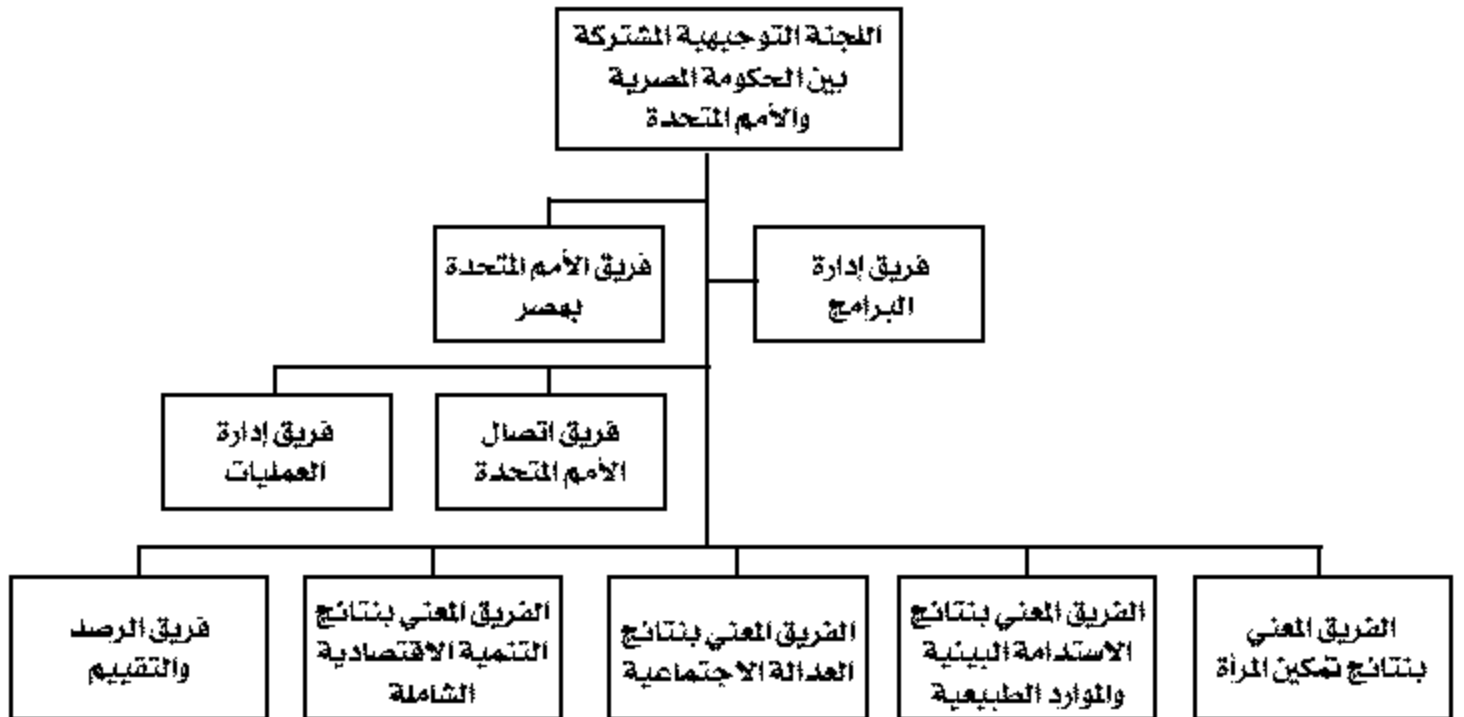 اللجنة التوجيهية المشتركة
بين الحكومة المصرية
والأمم المتحدة
فريق إدارة
البرامج
فريق الأمم المتحدة
بمصر
فريق اتصال
الأمم المتحدة
فريق إدارة
العمليات
الفريق المعني
بنتائج تمكين المرأة
الفريق المعني بنتائج
الاستدامة البيئية
والموارد الطبيعية
الفريق المعني بنتائج
العدالة الاجتماعية
الفريق المعني بنتائج
التنمية الاقتصادية
الشاملة
فريق الرصد
والتقييم